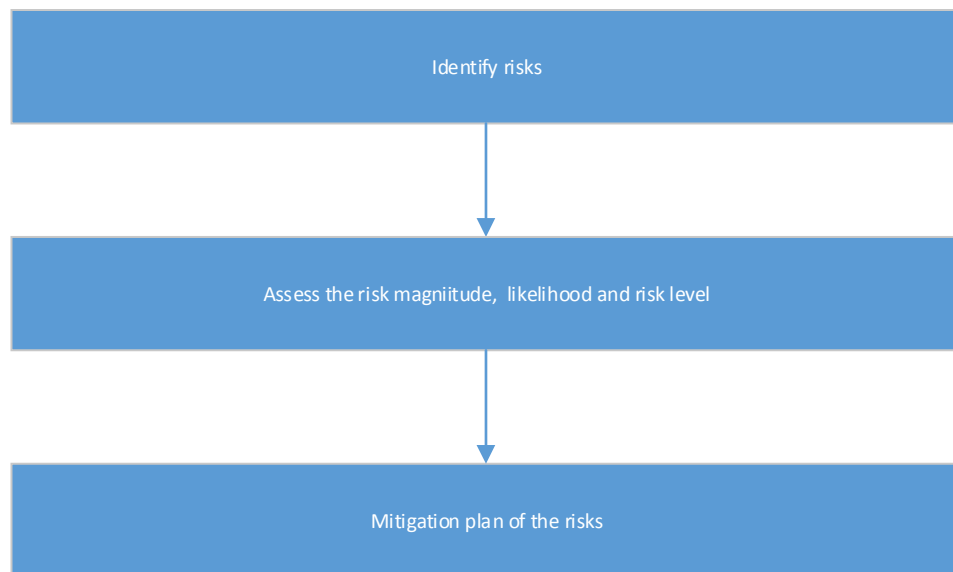 Identify risks
Assess the risk magniitude,  likelihood and risk level
Mitigation plan of the risks